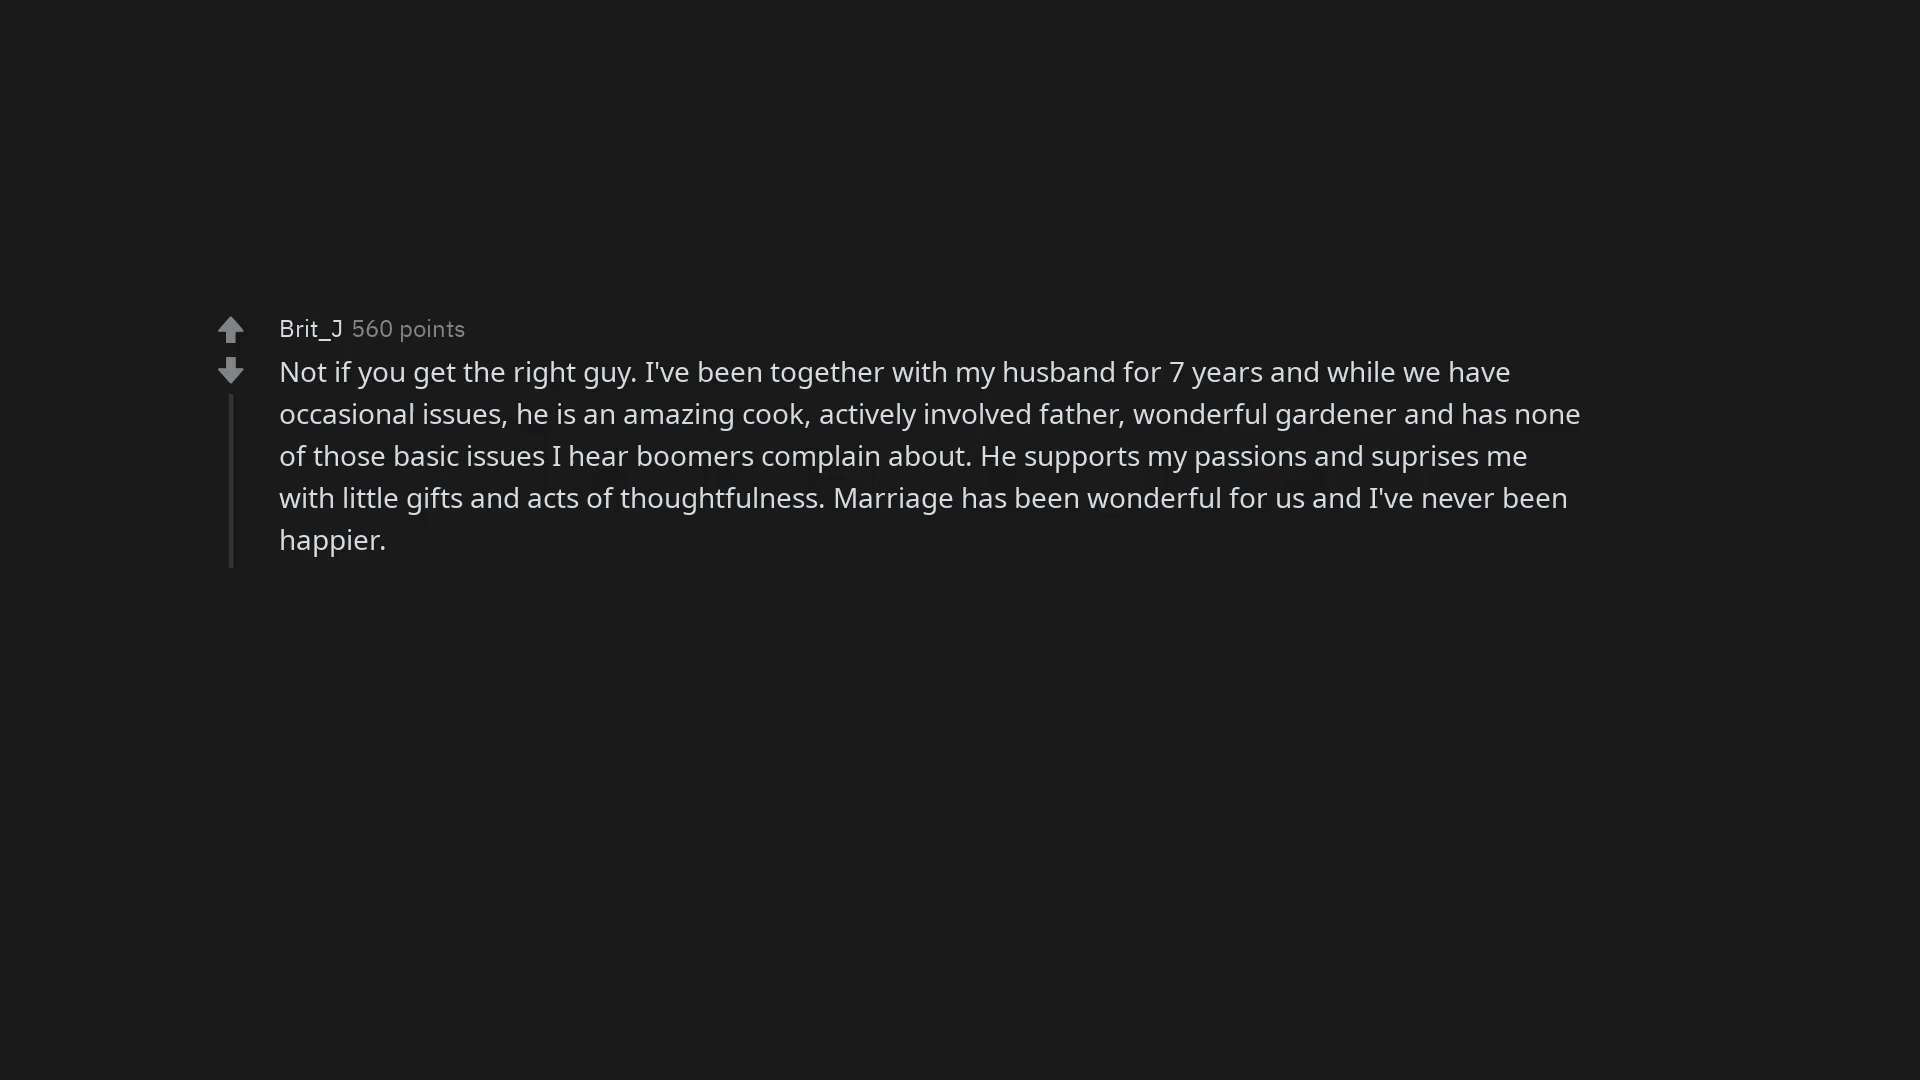 Brit_J 560 points
Not if you get the right guy. I've been together with my husband for 7 years and while we have
occasional issues, he is an amazing cook, actively involved father, wonderful gardener and has none
of those basic issues I hear boomers complain about. He supports my passions and suprises me
with little gifts and acts of thoughtfulness. Marriage has been wonderful for us and I've never been
happier.